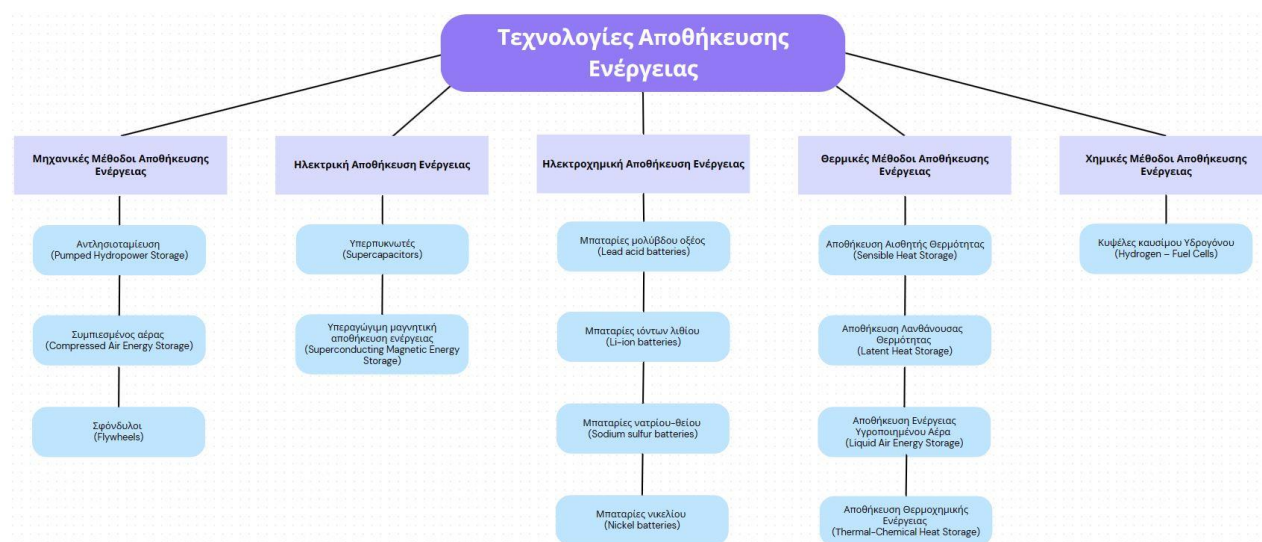 Τεχνολογίες Αποθήκευσης
Ενέργειας
Μηχανικές Μέθοδοι Αποθήκευσης
Ενέργειας
Αντλησιοταμίευση
(Pumped Hydropower Storage)
Συμπιεσμένος αέρας
(Compressed Air Energy Storage)
Σφόνδυλοι
(Flywheels)
Ηλεκτρική Αποθήκευση Ενέργειας
Υπερπυκνωτές
(Supercapacitors)
Υπεραγώγιμη μαγνητική
αποθήκευση ενέργειας
(Superconducting Magnetic Energy
Storage)
Ηλεκτροχημική Αποθήκευση Ενέργειας
Μπαταρίες μολύβδου οξέος
(Lead acid batteries)
Μπαταρίες ιόντων λιθίου
(Li-ion batteries)
Μπαταρίες νατρίου-θείου
(Sodium sulfur batteries)
Μπαταρίες νικελίου
(Nickel batteries)
Θερμικές Μέθοδοι Αποθήκευσης
Ενέργειας
Αποθήκευση Αισθητής Θερμότητας
(Sensible Heat Storage)
Αποθήκευση Λανθάνουσας
Θερμότητας
(Latent Heat Storage)
Αποθήκευση Ενέργειας
Υγροποιημένου Αέρα
(Liquid Air Energy Storage)
Αποθήκευση Θερμοχημικής
Ενέργειας
(Thermal-Chemical Heat Storage)
Χημικές Μέθοδοι Αποθήκευσης
Ενέργειας
Κυψέλες καυσίμου Υδρογόνου
(Hydrogen – Fuel Cells)